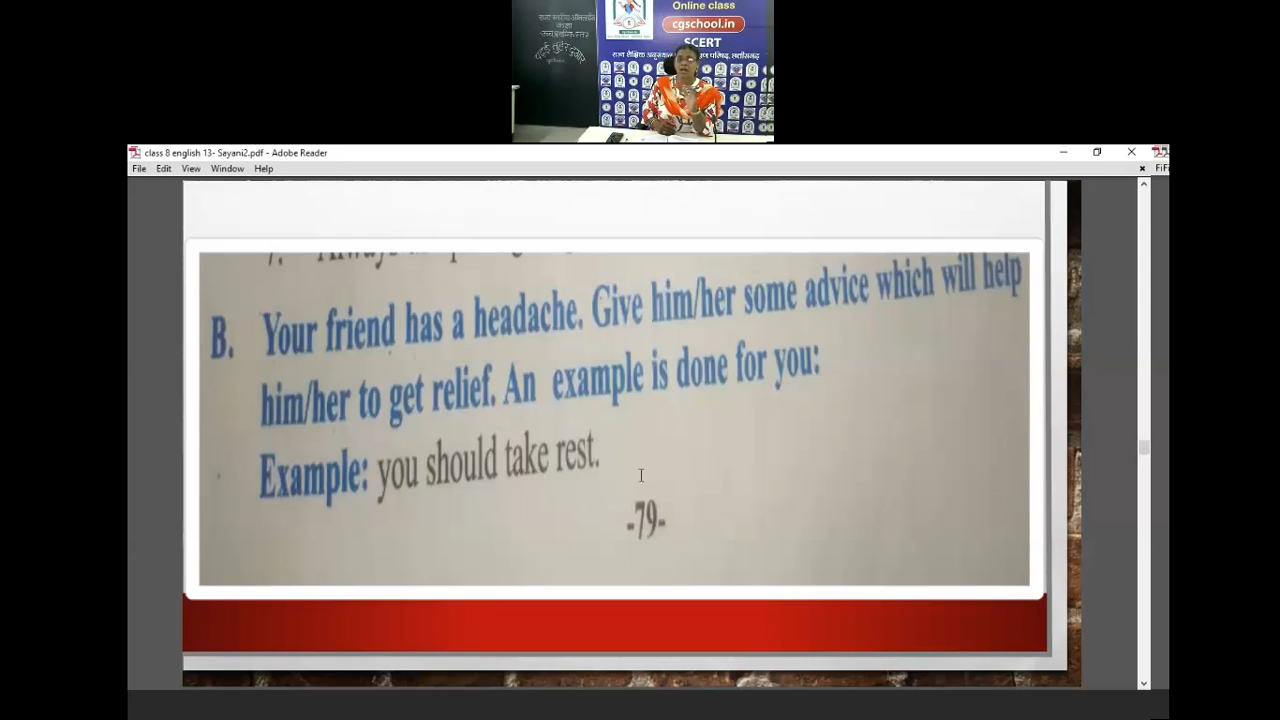 Online class
cgschool.in
SCERT
class 8 english 13- Sayani2.pdf - Adobe Reader
File Edit View Window Help
B. Your friend has a headache. Give him/her some advice which will help
him/her to get relief. An example is done for you:
Example: you should take rest.
-79-